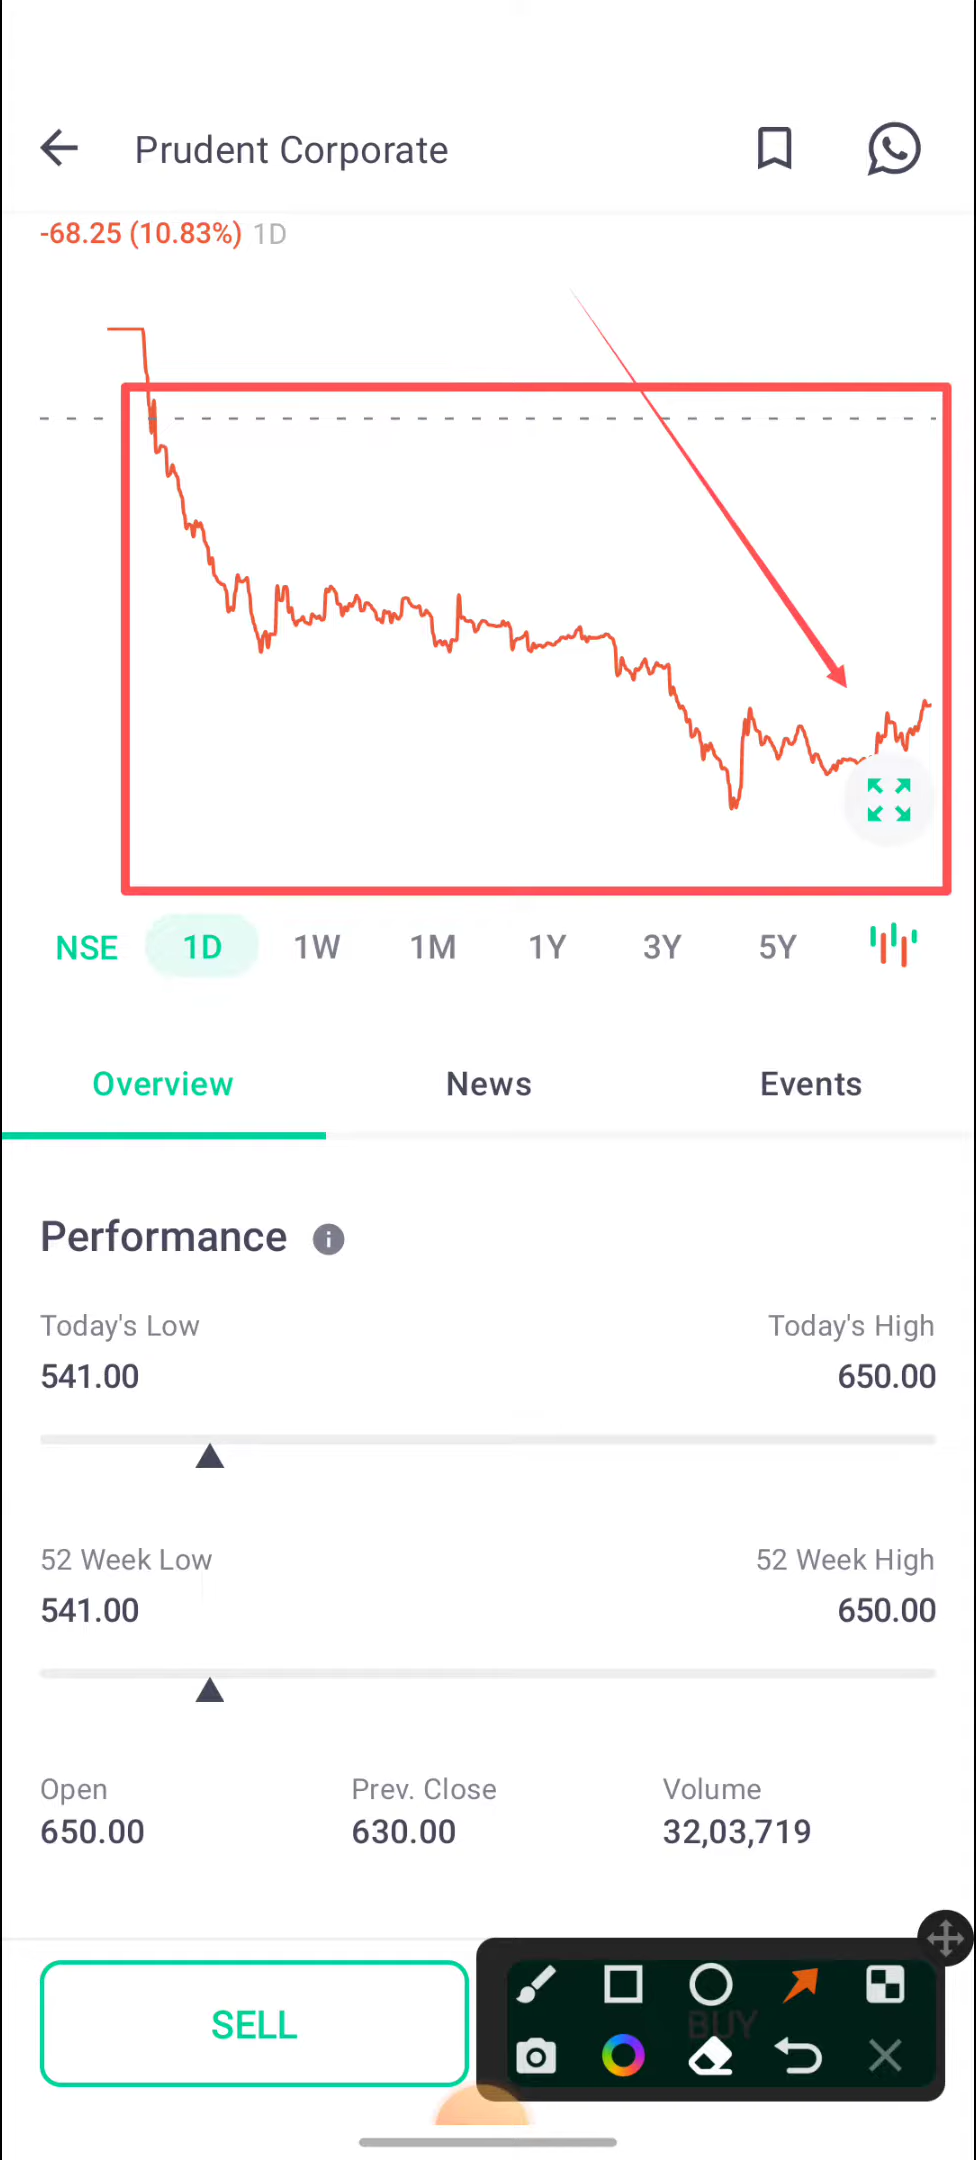 Prudent Corporate
-68.25 (10.83%) 1D
NSE 1D 1W 1M 1Y 3Y 5Y
Overview News Events
Performance
Today's Low Today's High
541.00 650.00
52 Week Low 52 Week High
541.00 650.00
Open Prev. Close Volume
650.00 630.00 32,03,719
SELL BUY